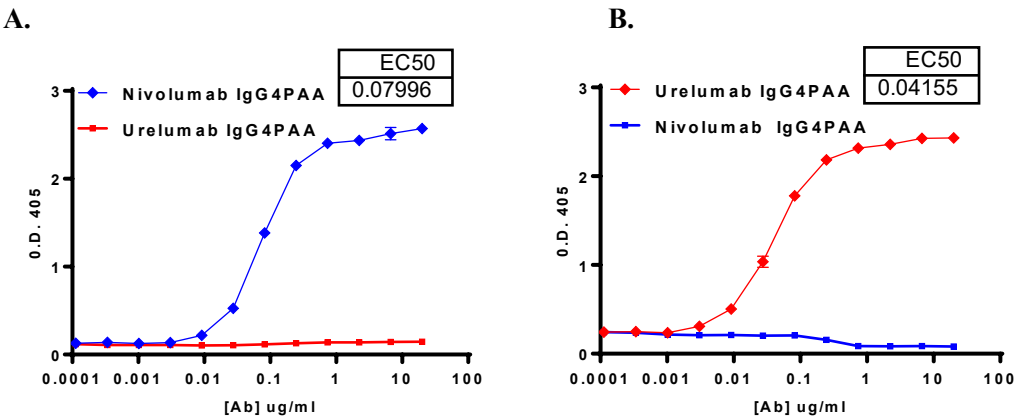 A.
EC50
0.07996
3
Nivolumab IgG4PAA
Urelumab IgG4PAA
2
O.D. 405
1
0
0.0001 0.001 0.01 0.1 1 10 100
[Ab] ug/ml
B.
EC50
0.04155
3
Urelumab IgG4PAA
Nivolumab IgG4PAA
2
O.D. 405
1
0
0.0001 0.001 0.01 0.1 1 10 100
[Ab] ug/ml